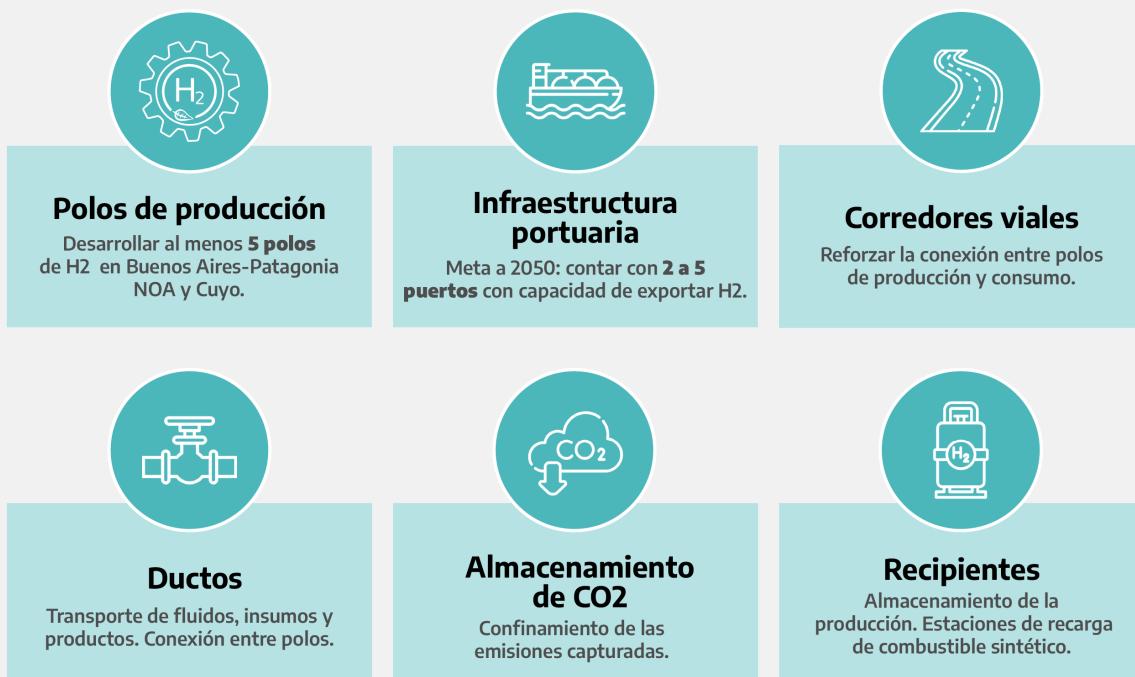 H2
Polos de producción
Desarrollar al menos 5 polos
de H2 en Buenos Aires-Patagonia
NOA y Cuyo.
Infraestructura
portuaria
Meta a 2050: contar con 2 a 5
puertos con capacidad de exportar H2.
Corredores viales
Reforzar la conexión entre polos
de producción y consumo.
Ductos
Transporte de fluidos, insumos y
productos. Conexión entre polos.
CO2
Almacenamiento
de CO2
Confinamiento de las
emisiones capturadas.
H2
Recipientes
Almacenamiento de la
producción. Estaciones de recarga
de combustible sintético.